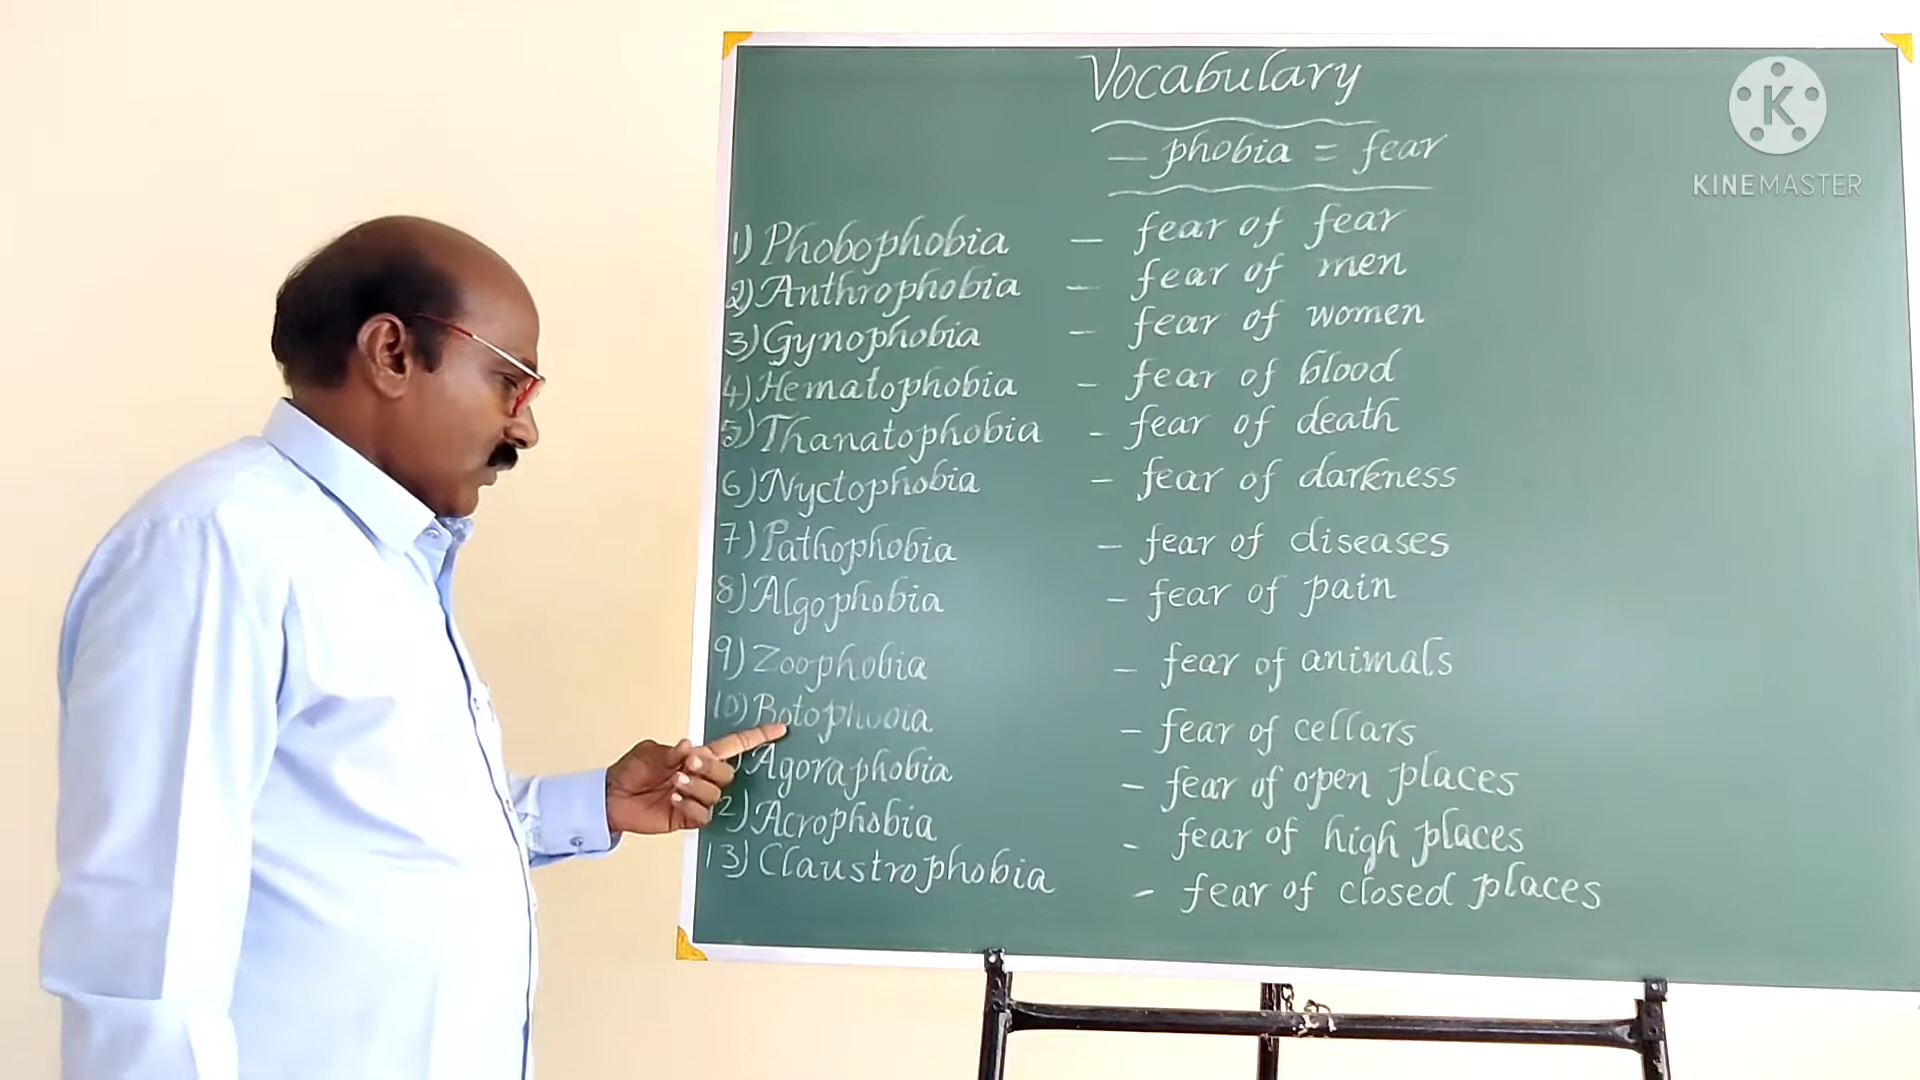 Vocabulary
– phobia = fear
1) Phobophobia – fear of fear
2) Anthrophobia – fear of men
3) Gynophobia – fear of women
4) Hematophobia – fear of blood
5) Thanatophobia – fear of death
6) Nyctophobia – fear of darkness
7) Pathophobia – fear of diseases
8) Algophobia – fear of pain
9) Zoophobia – fear of animals
10) Botophobia – fear of cellars
) Agoraphobia – fear of open places
2) Acrophobia – fear of high places
13) Claustrophobia – fear of closed places
K
KINEMASTER